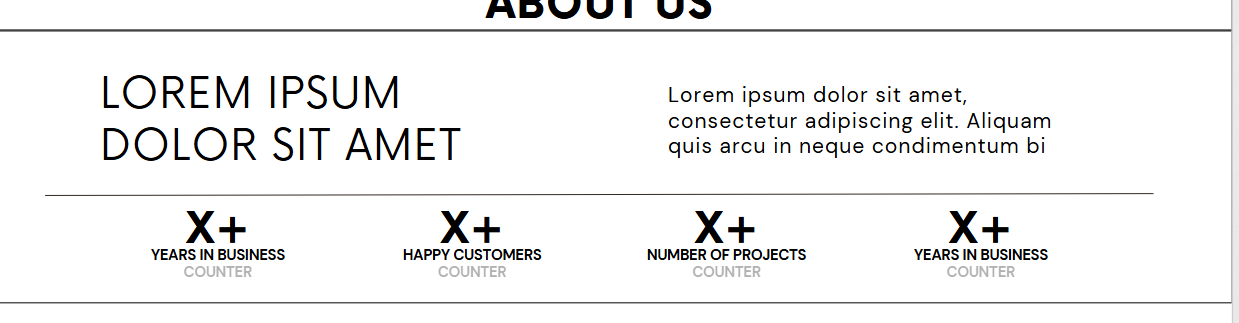 ABOUT US
LOREM IPSUM
DOLOR SIT AMET
Lorem ipsum dolor sit amet,
consectetur adipiscing elit. Aliquam
quis arcu in neque condimentum bi
X+
YEARS IN BUSINESS
COUNTER
X+
HAPPY CUSTOMERS
COUNTER
X+
NUMBER OF PROJECTS
COUNTER
X+
YEARS IN BUSINESS
COUNTER